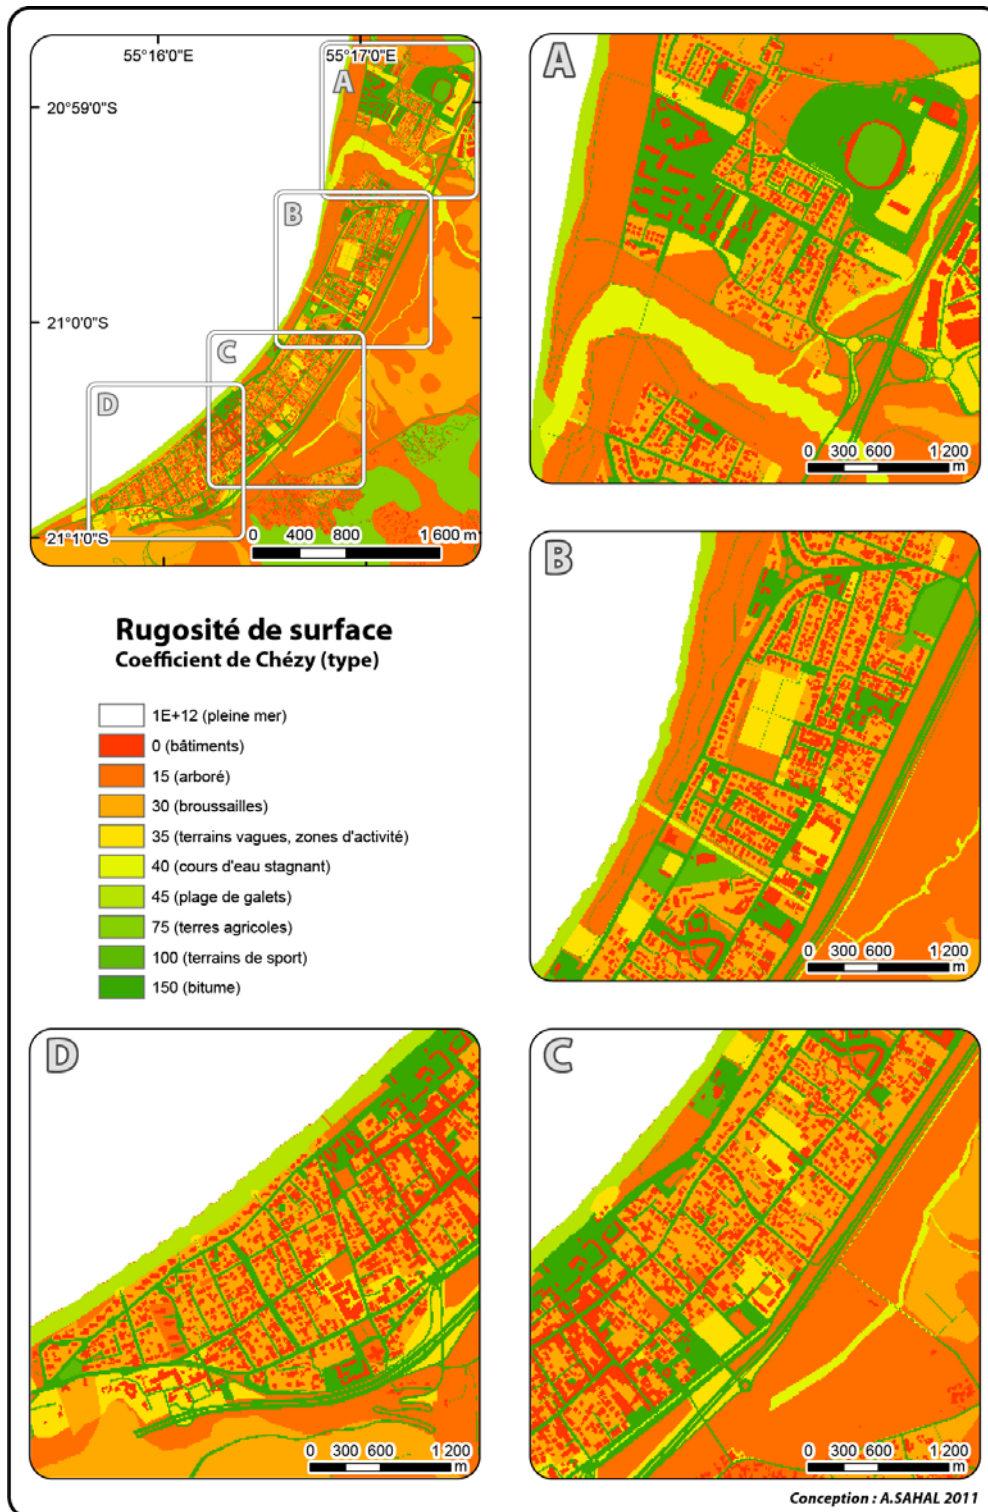 55°16'0"E
55°17'0"E
20°59'0"S
21°0'0"S
21°1'0"S
A
B
C
D
0 400 800 1 600 m
A
0 300 600 1 200
m
B
0 300 600 1 200
m
Rugosité de surface
Coefficient de Chézy (type)
1E+12 (pleine mer)
0 (bâtiments)
15 (arboré)
30 (broussailles)
35 (terrains vagues, zones d'activité)
40 (cours d'eau stagnant)
45 (plage de galets)
75 (terres agricoles)
100 (terrains de sport)
150 (bitume)
D
0 300 600 1 200
m
C
0 300 600 1 200
m
Conception : A.SAHAL 2011